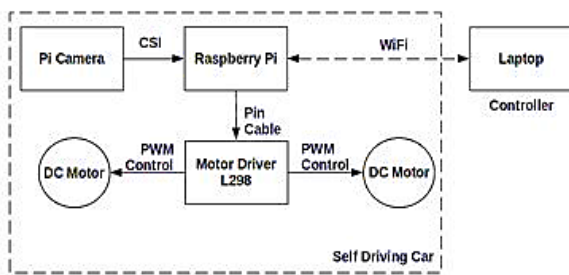 Pi Camera
CSI
Raspberry Pi
WiFi
Laptop
Controller
Pin
Cable
DC Motor
PWM
Control
Motor Driver
L298
PWM
Control
DC Motor
Self Driving Car